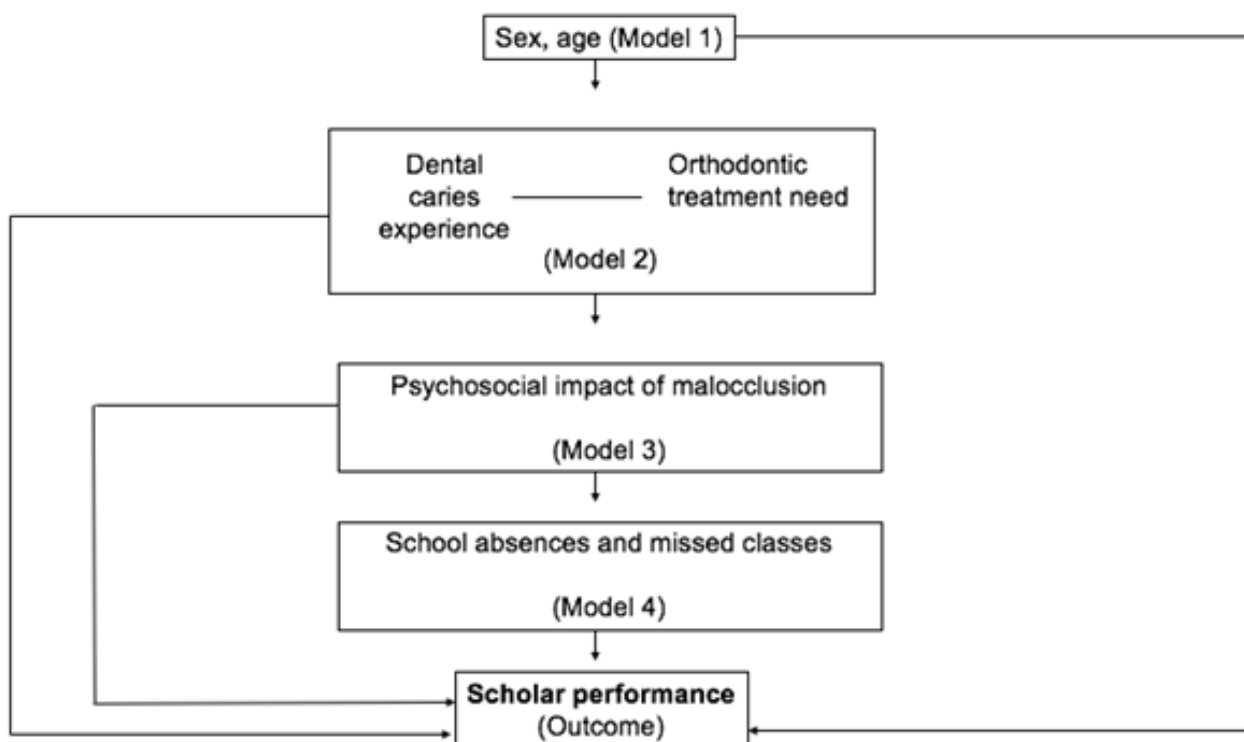 Sex, age (Model 1)
Dental
caries
experience
Orthodontic
treatment need
(Model 2)
Psychosocial impact of malocclusion
(Model 3)
School absences and missed classes
(Model 4)
Scholar performance
(Outcome)